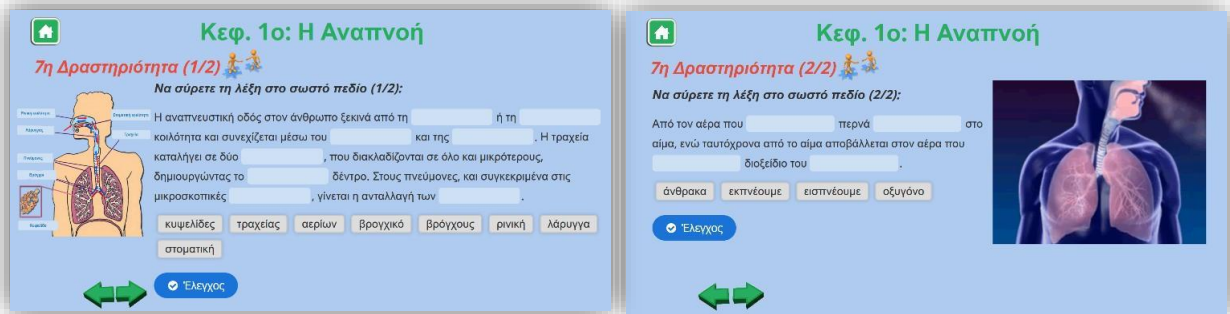 Κεφ. 1ο: Η Αναπνοή
7η Δραστηριότητα (1/2)
Να σύρετε τη λέξη στο σωστό πεδίο (1/2):
Η αναπνευστική οδός στον άνθρωπο ξεκινά από τη ή τη
κοιλότητα και συνεχίζεται μέσω του και της . Η τραχεία
καταλήγει σε δύο , που διακλαδίζονται σε όλο και μικρότερους,
δημιουργώντας το δέντρο. Στους πνεύμονες, και συγκεκριμένα στις
μικροσκοπικές , γίνεται η ανταλλαγή των .
κυψελίδες τραχείας αερίων βρογχικό βρόγχους ρινική λάρυγγα
στοματική
Έλεγχος
Κεφ. 1ο: Η Αναπνοή
7η Δραστηριότητα (2/2)
Να σύρετε τη λέξη στο σωστό πεδίο (2/2):
Από τον αέρα που περνά στο
αίμα, ενώ ταυτόχρονα από το αίμα αποβάλλεται στον αέρα που
διοξείδιο του .
άνθρακα εκπνέουμε εισπνέουμε οξυγόνο
Έλεγχος